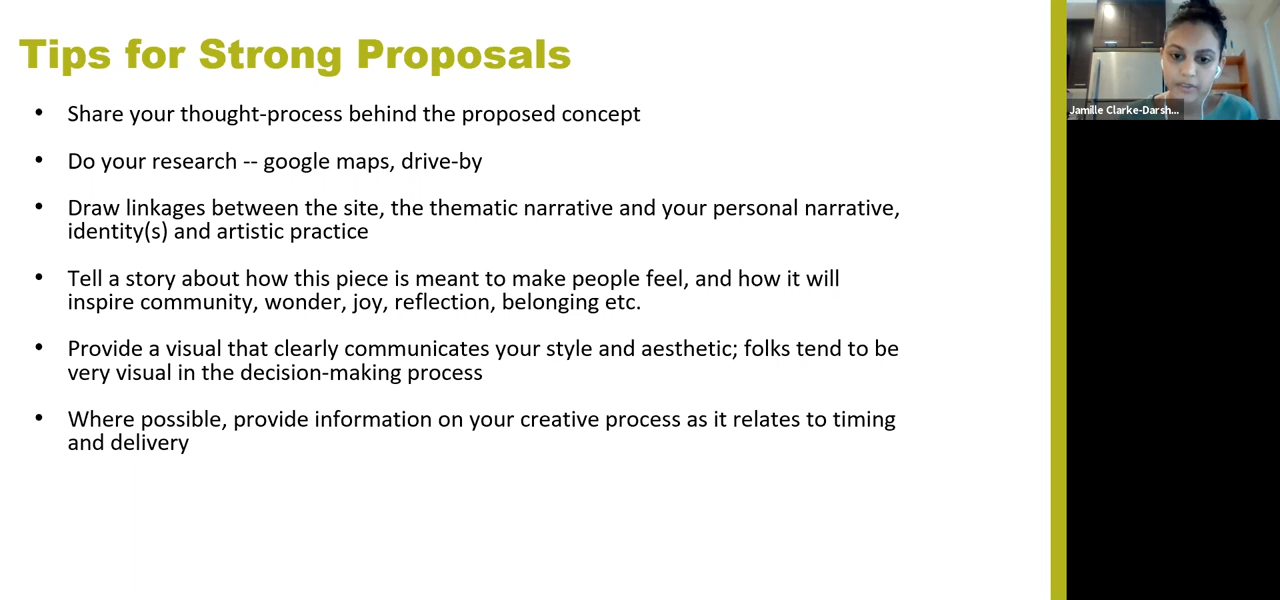 Tips for Strong Proposals
• Share your thought-process behind the proposed concept
• Do your research -- google maps, drive-by
• Draw linkages between the site, the thematic narrative and your personal narrative,
identity(s) and artistic practice
• Tell a story about how this piece is meant to make people feel, and how it will
inspire community, wonder, joy, reflection, belonging etc.
• Provide a visual that clearly communicates your style and aesthetic; folks tend to be
very visual in the decision-making process
• Where possible, provide information on your creative process as it relates to timing
and delivery
Jamille Clarke-Darsh...